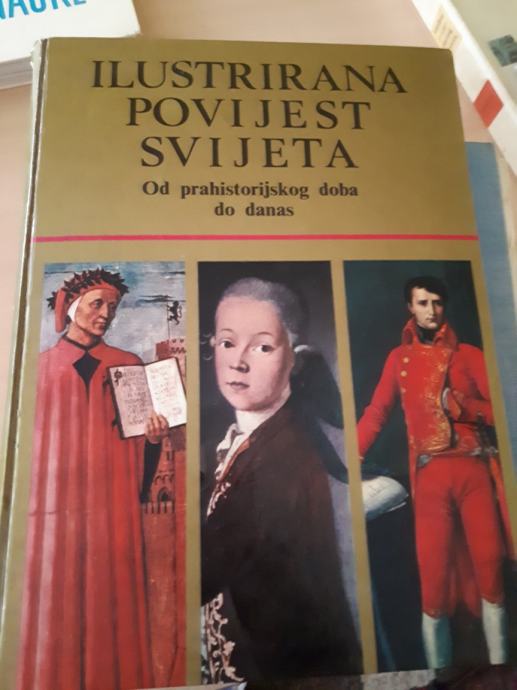 ILUSTRIRANA
POVIJEST
SVIJETA
Od prahistorijskog doba
do danas